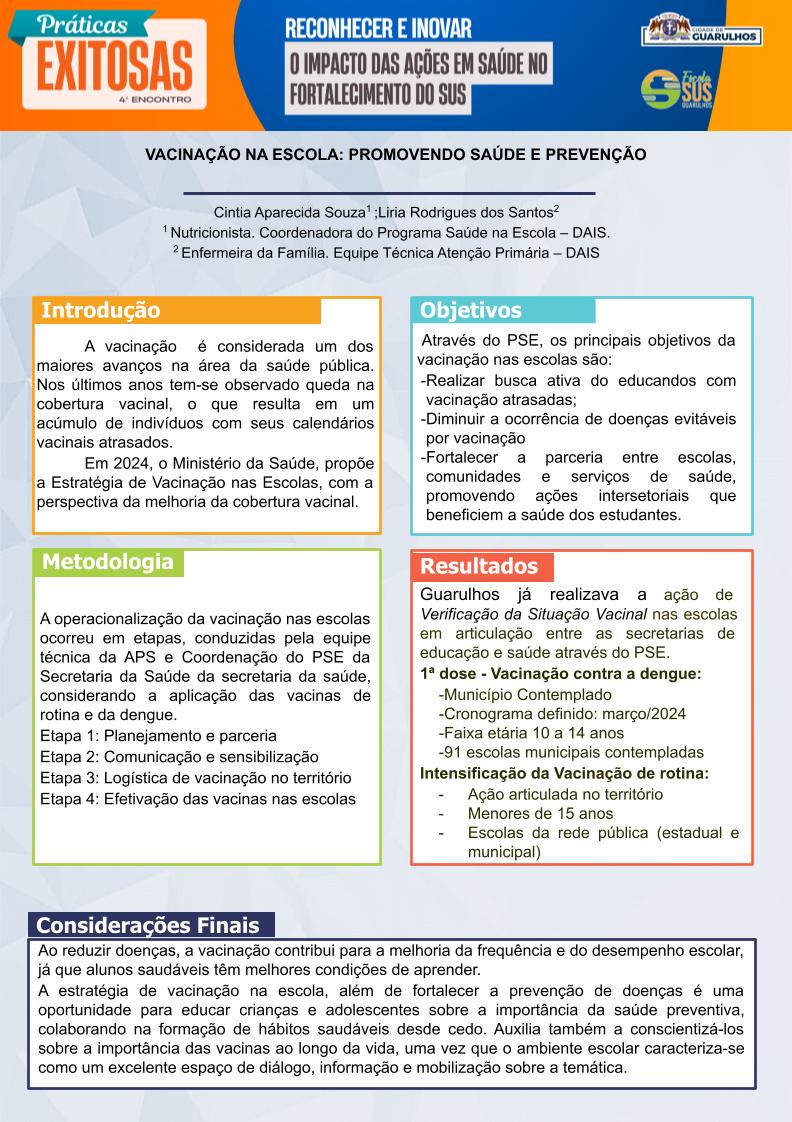 Práticas
EXITOSAS
4º ENCONTRO
RECONHECER E INOVAR
O IMPACTO DAS AÇÕES EM SAÚDE NO
FORTALECIMENTO DO SUS
CIDADE DE
GUARULHOS
Escola
SUS
GUARULHOS
VACINAÇÃO NA ESCOLA: PROMOVENDO SAÚDE E PREVENÇÃO
Cintia Aparecida Souza¹ ;Liria Rodrigues dos Santos²
¹ Nutricionista. Coordenadora do Programa Saúde na Escola – DAIS.
² Enfermeira da Família. Equipe Técnica Atenção Primária – DAIS
Introdução
A vacinação é considerada um dos
maiores avanços na área da saúde pública.
Nos últimos anos tem-se observado queda na
cobertura vacinal, o que resulta em um
acúmulo de indivíduos com seus calendários
vacinais atrasados.
Em 2024, o Ministério da Saúde, propõe
a Estratégia de Vacinação nas Escolas, com a
perspectiva da melhoria da cobertura vacinal.
Objetivos
Através do PSE, os principais objetivos da
vacinação nas escolas são:
-Realizar busca ativa do educandos com
vacinação atrasadas;
-Diminuir a ocorrência de doenças evitáveis
por vacinação
-Fortalecer a parceria entre escolas,
comunidades e serviços de saúde,
promovendo ações intersetoriais que
beneficiem a saúde dos estudantes.
Metodologia
A operacionalização da vacinação nas escolas
ocorreu em etapas, conduzidas pela equipe
técnica da APS e Coordenação do PSE da
Secretaria da Saúde da secretaria da saúde,
considerando a aplicação das vacinas de
rotina e da dengue.
Etapa 1: Planejamento e parceria
Etapa 2: Comunicação e sensibilização
Etapa 3: Logística de vacinação no território
Etapa 4: Efetivação das vacinas nas escolas
Resultados
Guarulhos já realizava a ação de
Verificação da Situação Vacinal nas escolas
em articulação entre as secretarias de
educação e saúde através do PSE.
1ª dose - Vacinação contra a dengue:
-Município Contemplado
-Cronograma definido: março/2024
-Faixa etária 10 a 14 anos
-91 escolas municipais contempladas
Intensificação da Vacinação de rotina:
- Ação articulada no território
- Menores de 15 anos
- Escolas da rede pública (estadual e
municipal)
Considerações Finais
Ao reduzir doenças, a vacinação contribui para a melhoria da frequência e do desempenho escolar,
já que alunos saudáveis têm melhores condições de aprender.
A estratégia de vacinação na escola, além de fortalecer a prevenção de doenças é uma
oportunidade para educar crianças e adolescentes sobre a importância da saúde preventiva,
colaborando na formação de hábitos saudáveis desde cedo. Auxilia também a conscientizá-los
sobre a importância das vacinas ao longo da vida, uma vez que o ambiente escolar caracteriza-se
como um excelente espaço de diálogo, informação e mobilização sobre a temática.